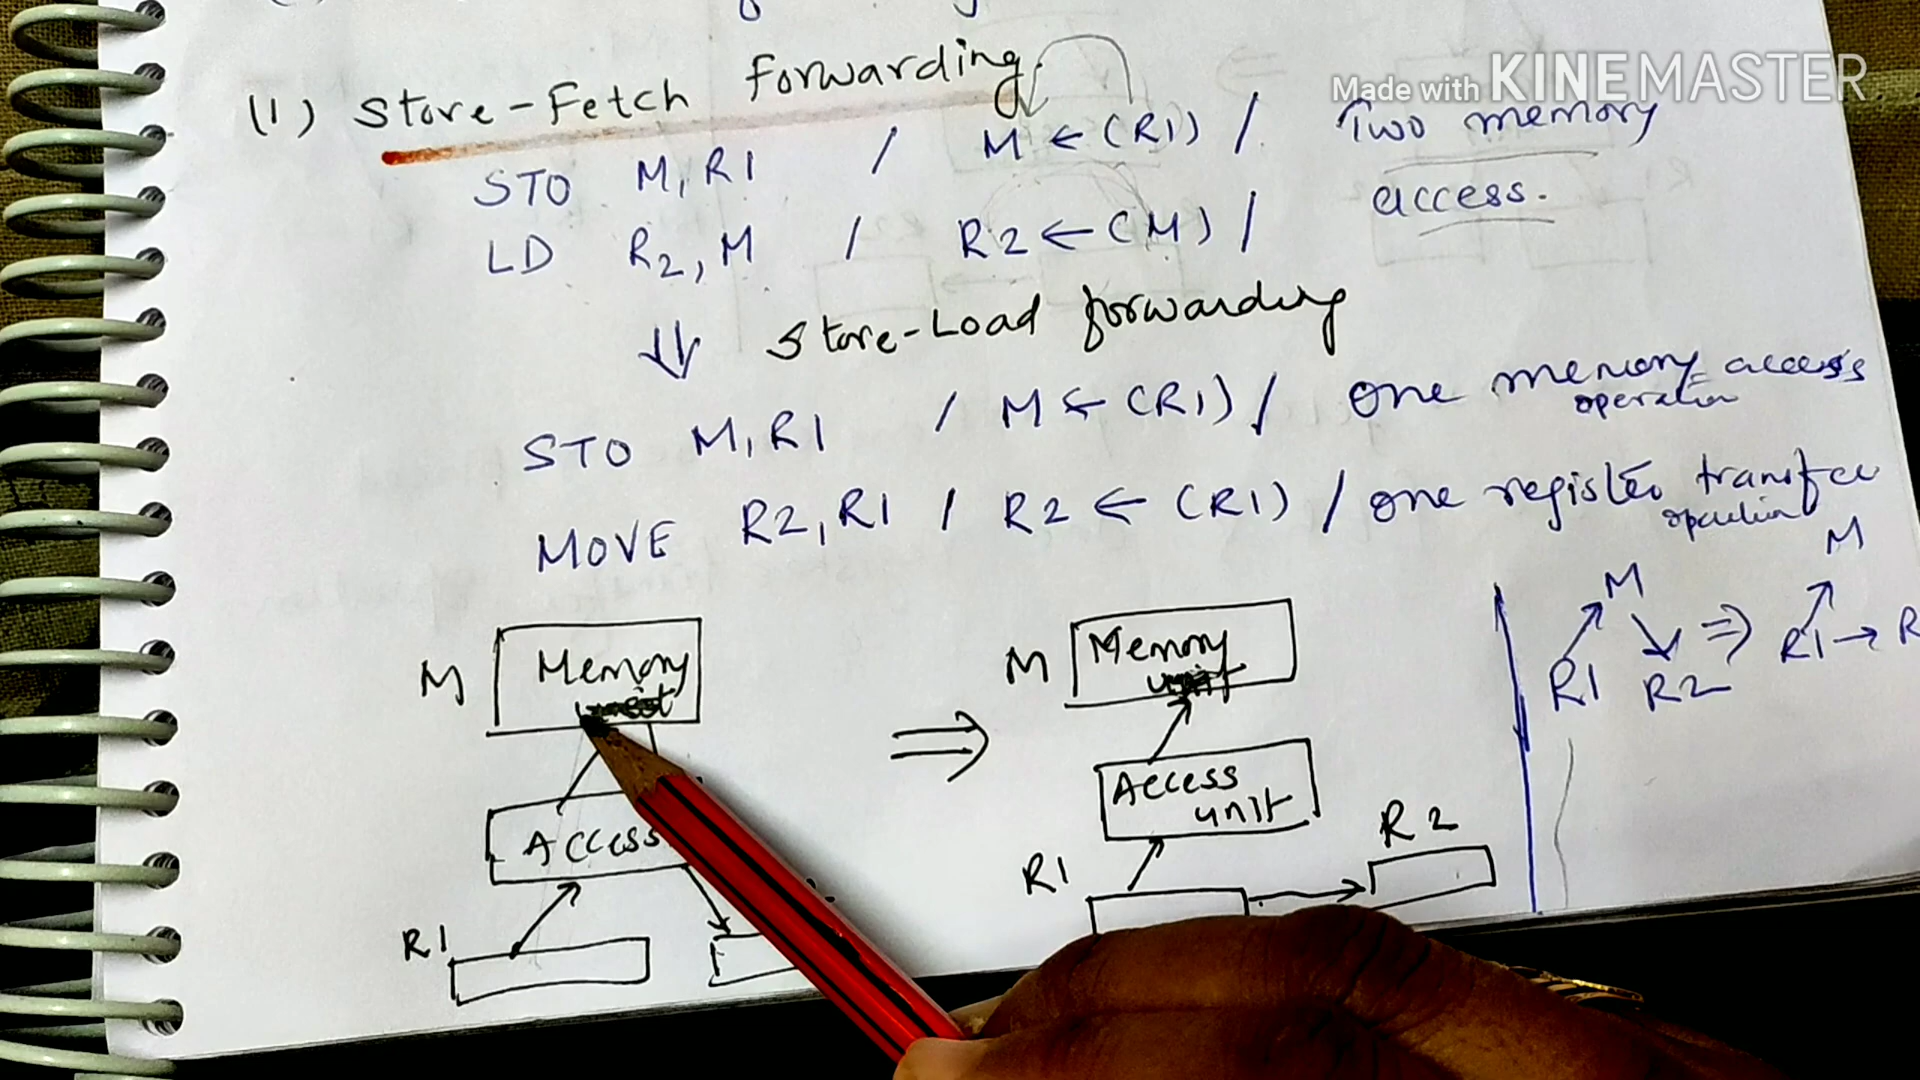 Made with KINEMASTER
(1) Store-Fetch forwarding.
STO M, R1 / M ← (R1) / Two memory
access.
LD R2, M / R2 ← (M) /
Store-Load forwarding
STO M, R1 / M ← (R1) / one memory access
operation
MOVE R2, R1 / R2 ← (R1) / one register transfer
operation
M
M Memory
unit
Access
R1
⇒
M Memory
unit
Access
unit
R1
R2
M
R1 R2 ⇒ R1 → R